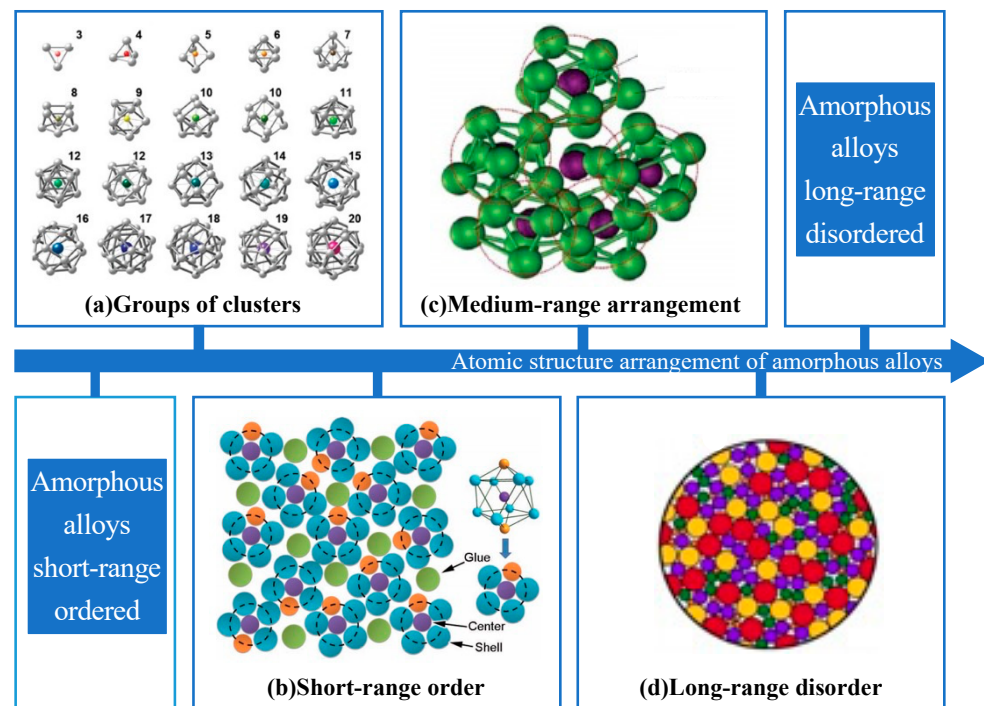 3 4 5 6 7
8 9 10 10 11
12 12 13 14 15
16 17 18 19 20
(a)Groups of clusters
(c)Medium-range arrangement
Amorphous
alloys
long-range
disordered
Atomic structure arrangement of amorphous alloys
Amorphous
alloys
short-range
ordered
Glue
Center
Shell
(b)Short-range order
(d)Long-range disorder